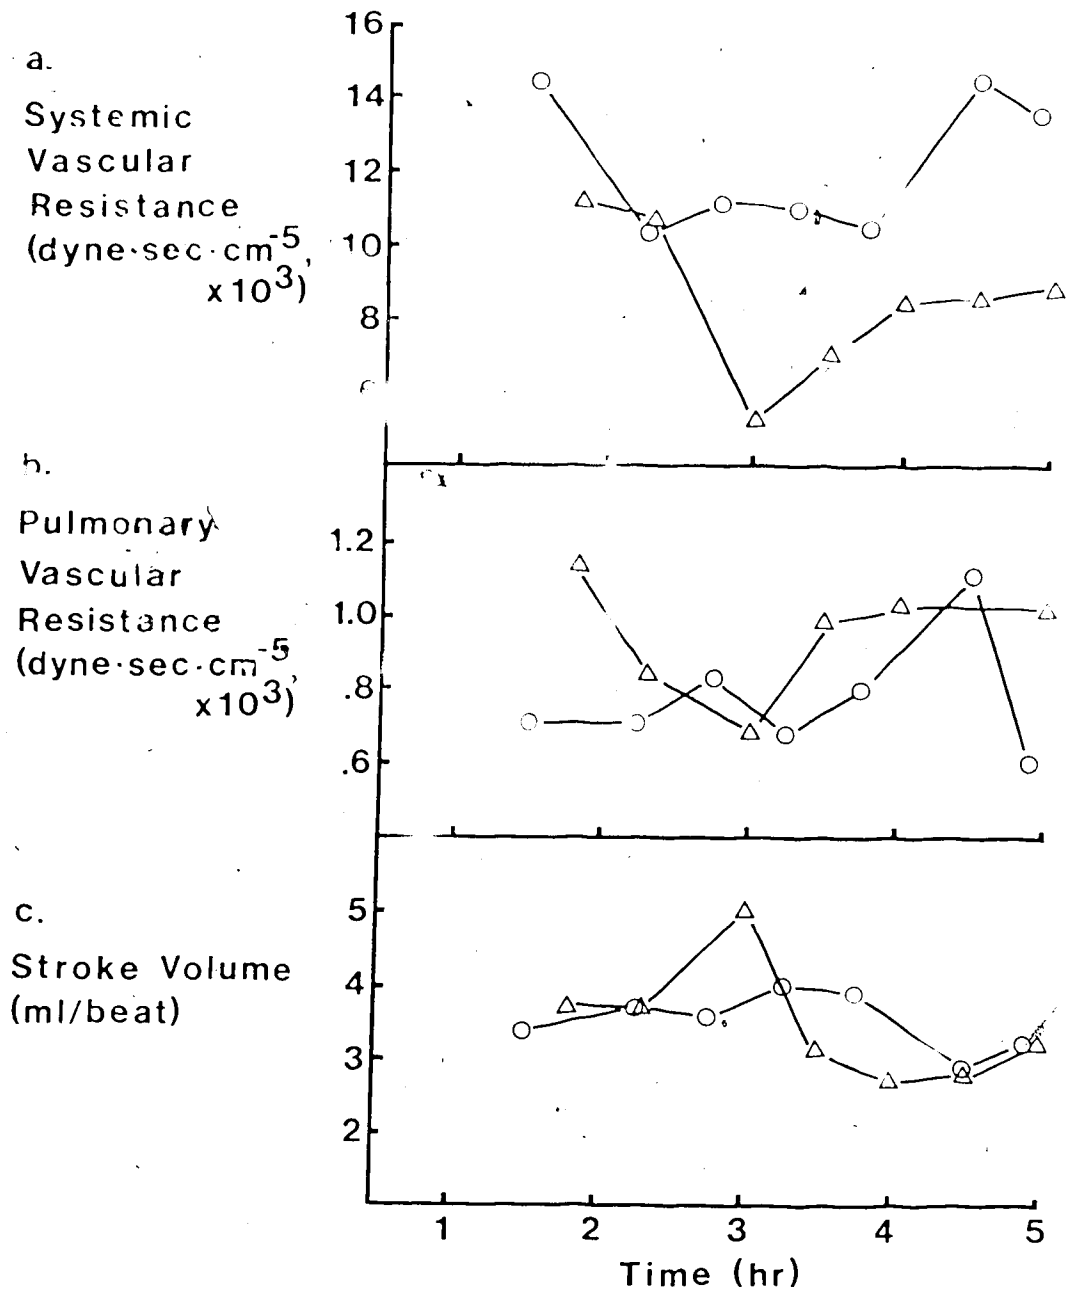 a.
Systemic
Vascular
Resistance
(dyne·sec·cm-5,
x103)
16
14
12
10
8
b.
Pulmonary
Vascular
Resistance
(dyne·sec·cm-5,
x103)
1.2
1.0
.8
.6
c.
Stroke Volume
(ml/beat)
5
4
3
2
1 2 3 4 5
Time (hr)